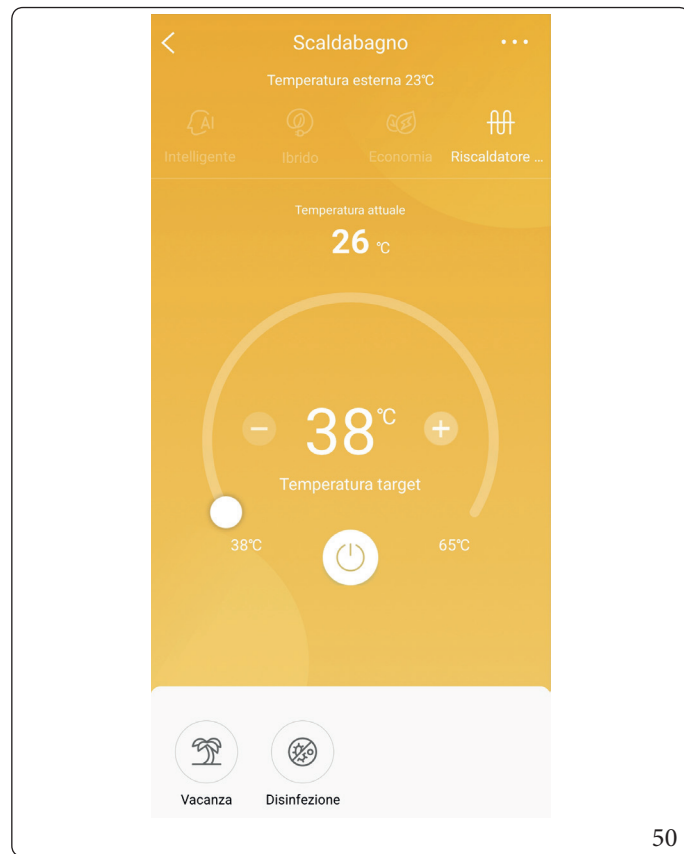 Scaldabagno
Temperatura esterna 23℃
AI
Intelligente Ibrido Economia Riscaldatore ...
Temperatura attuale
26 ℃
38℃
Temperatura target
38℃ 65℃
Vacanza Disinfezione
50